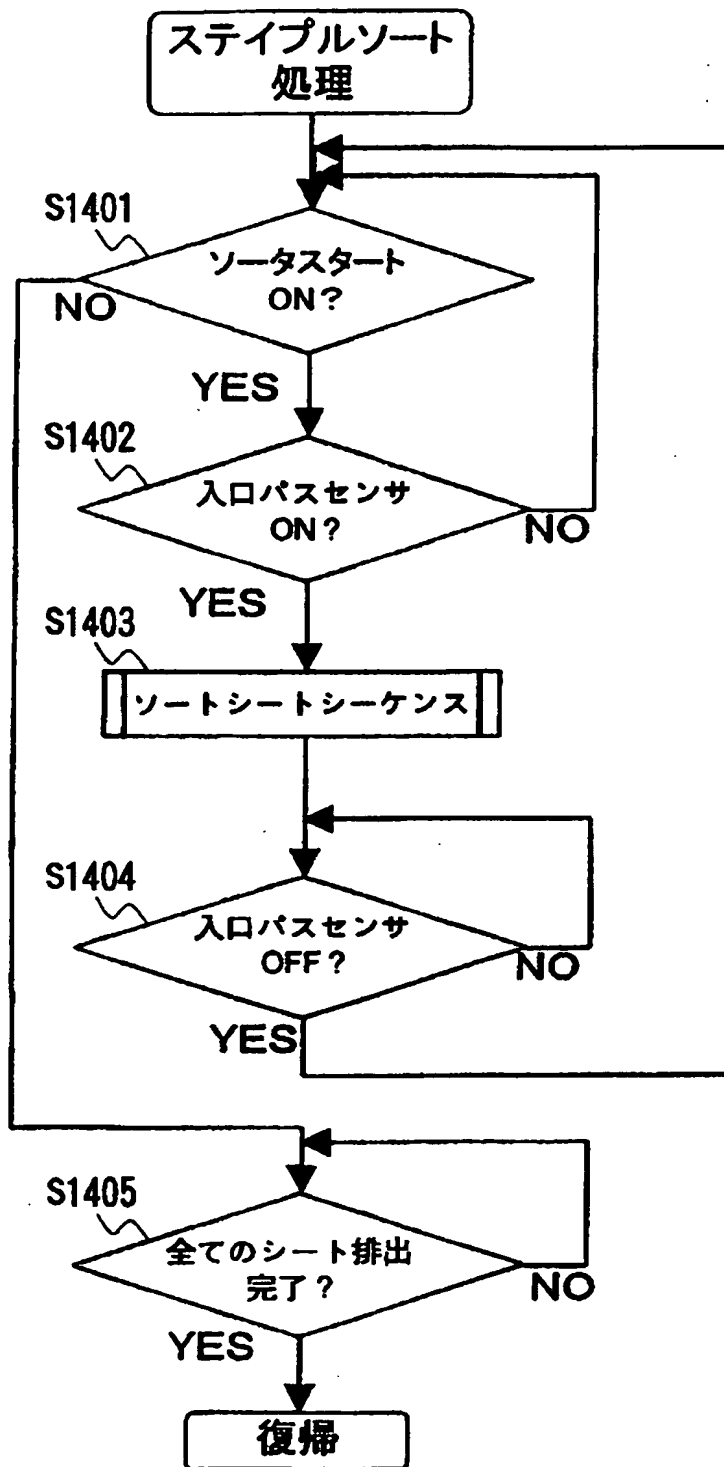 ステイプルソート
処理
S1401
ソータスタート
ON?
NO
YES
S1402
入口パスセンサ
ON?
NO
YES
S1403
ソートシートシーケンス
S1404
入口パスセンサ
OFF?
NO
YES
S1405
全てのシート排出
完了?
NO
YES
復帰